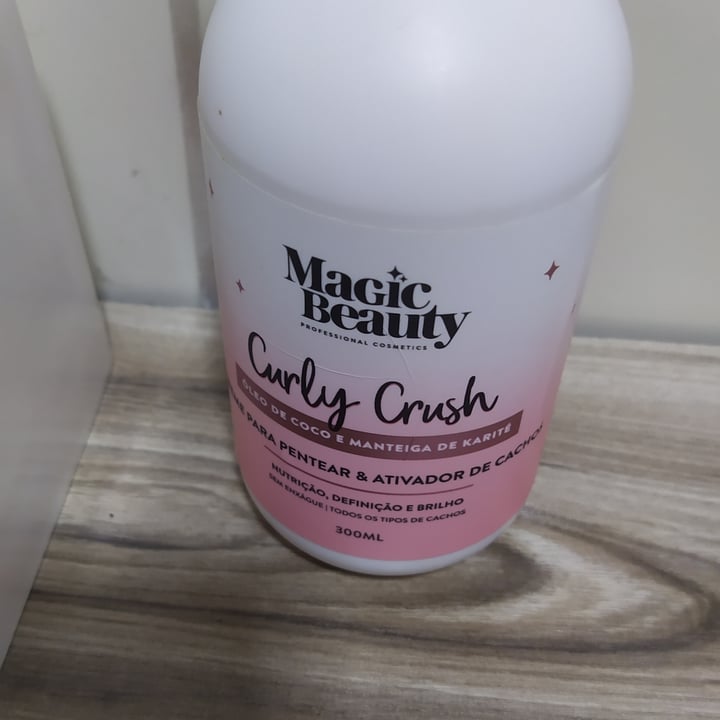 Magic
Beauty
PROFESSIONAL COSMETICS
Curly Crush
ÓLEO DE COCO E MANTEIGA DE KARITÉ
PARA PENTEAR & ATIVADOR DE CACHOS
NUTRIÇÃO, DEFINIÇÃO E BRILHO
SEM ENXÁGUE | TODOS OS TIPOS DE CACHOS
300ML